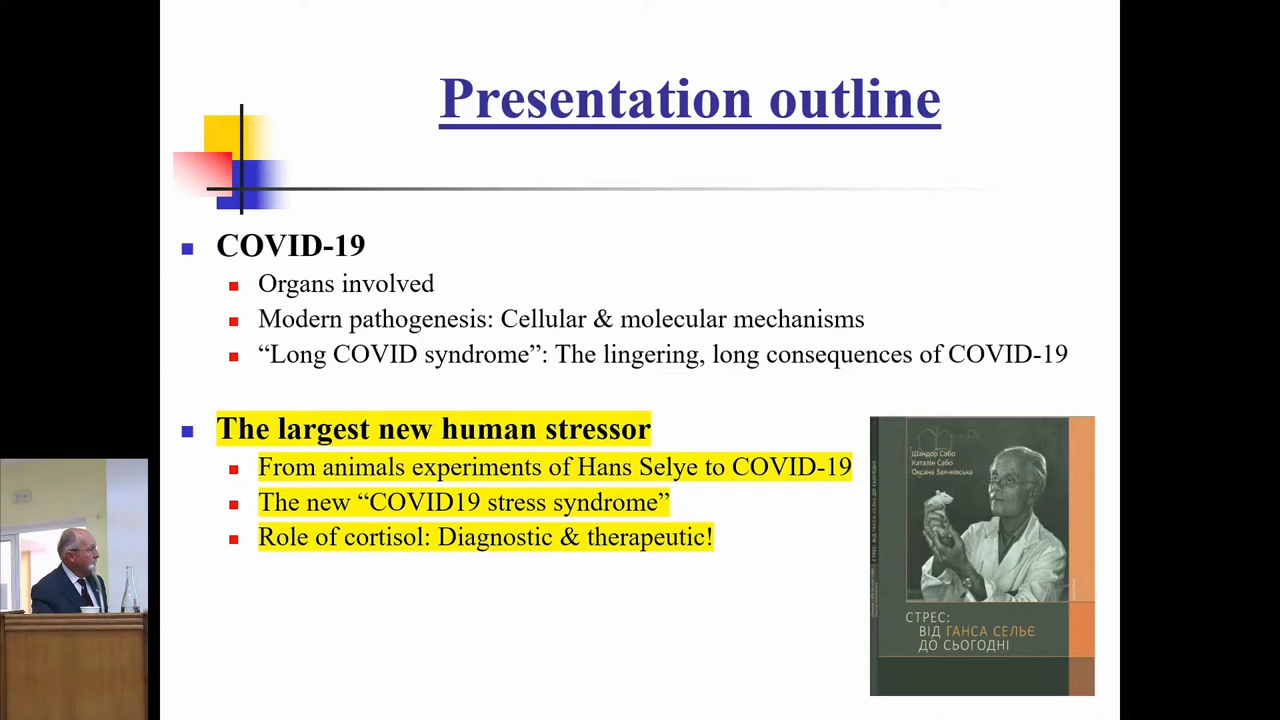 Presentation outline
COVID-19
Organs involved
Modern pathogenesis: Cellular & molecular mechanisms
“Long COVID syndrome”: The lingering, long consequences of COVID-19
The largest new human stressor
From animals experiments of Hans Selye to COVID-19
The new “COVID19 stress syndrome”
Role of cortisol: Diagnostic & therapeutic!
Шандор Сабо
Каталін Сабо
Оксана Заячківська
СТРЕС:
ВІД ГАНСА СЕЛЬЄ
ДО СЬОГОДНІ